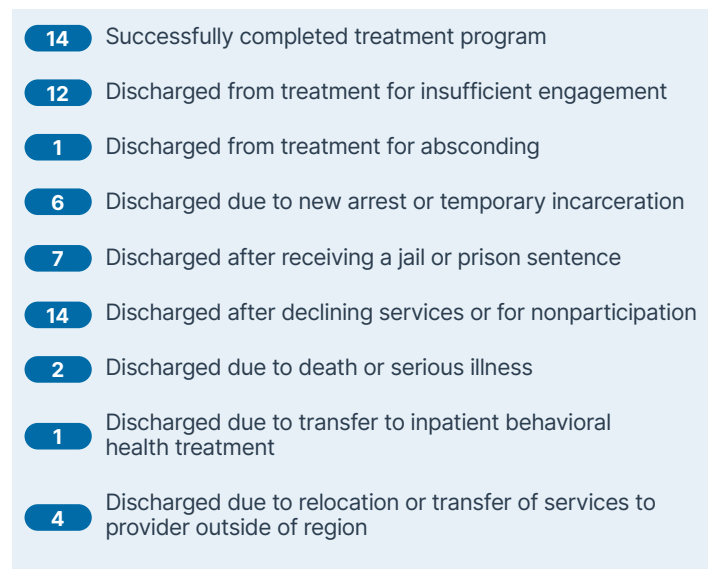 14 Successfully completed treatment program
12 Discharged from treatment for insufficient engagement
1 Discharged from treatment for absconding
6 Discharged due to new arrest or temporary incarceration
7 Discharged after receiving a jail or prison sentence
14 Discharged after declining services or for nonparticipation
2 Discharged due to death or serious illness
1 Discharged due to transfer to inpatient behavioral
health treatment
4 Discharged due to relocation or transfer of services to
provider outside of region